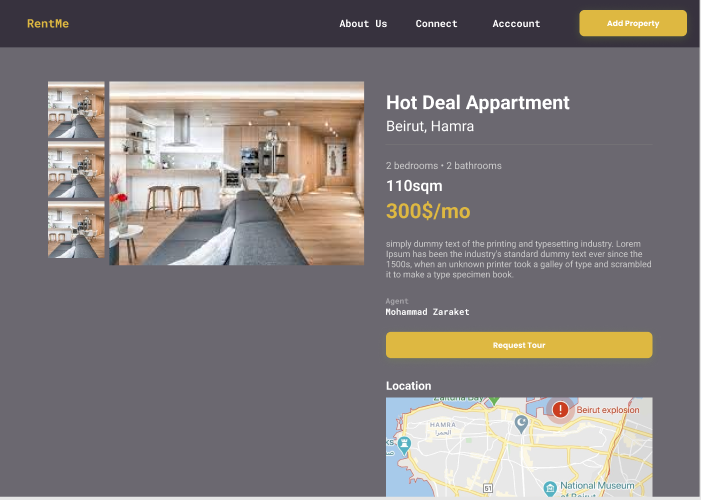 RentMe
About Us
Connect
Acccount
Add Property
Hot Deal Appartment
Beirut, Hamra
2 bedrooms • 2 bathrooms
110sqm
300$/mo
simply dummy text of the printing and typesetting industry. Lorem
Ipsum has been the industry's standard dummy text ever since the
1500s, when an unknown printer took a galley of type and scrambled
it to make a type specimen book.
Agent
Mohammad Zaraket
Request Tour
Location
Zaituna Bay
Beirut explosion
HAMRA
الحمرا
51
National Museum
of Beirut